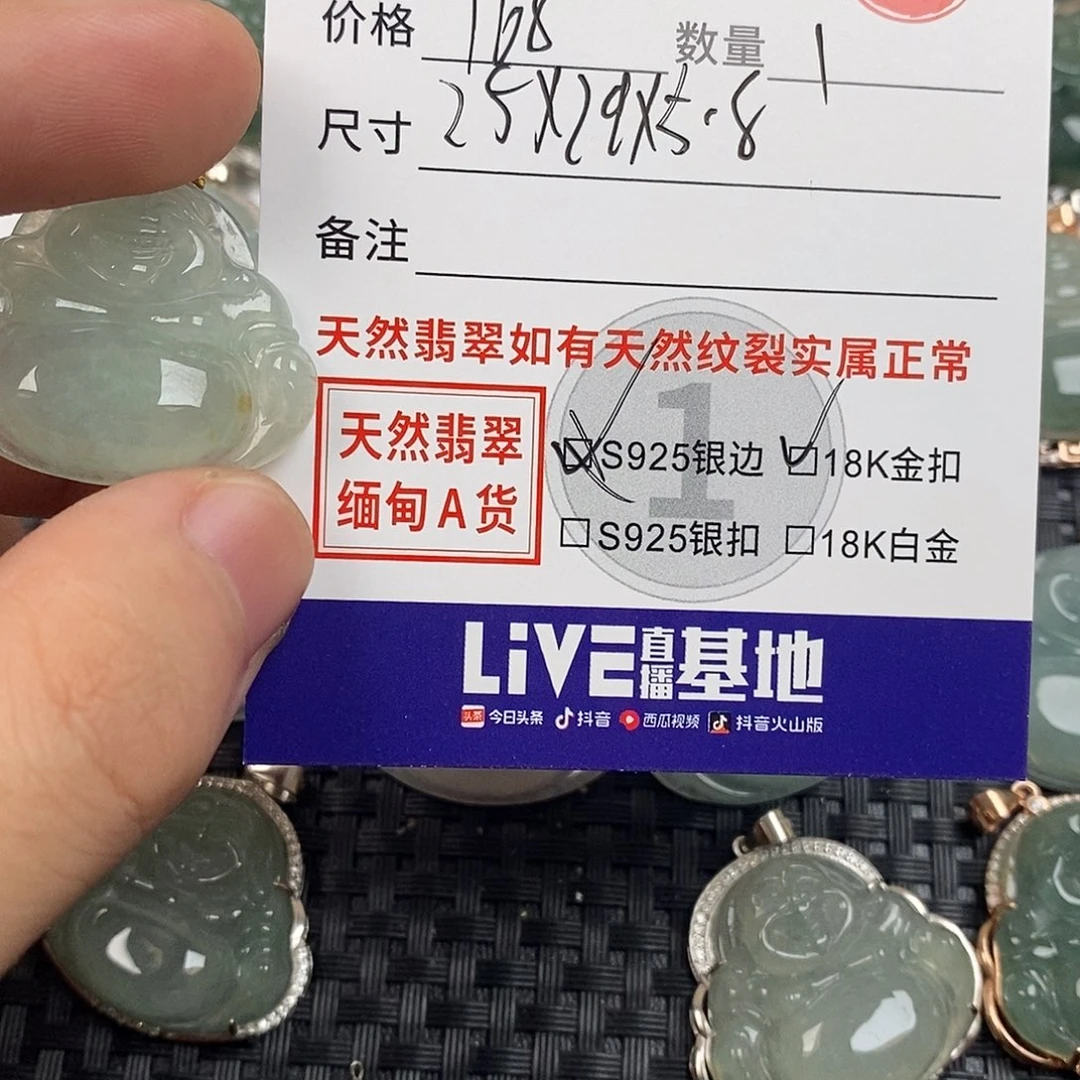 价格 168 数量 1
尺寸 25X29X5.8
备注
天然翡翠如有天然纹裂实属正常
天然翡翠
缅甸A货
S925银边 18K金扣
S925银扣 18K白金
1
LiVE直播基地
头条 今日头条 抖音 西瓜视频 抖音火山版